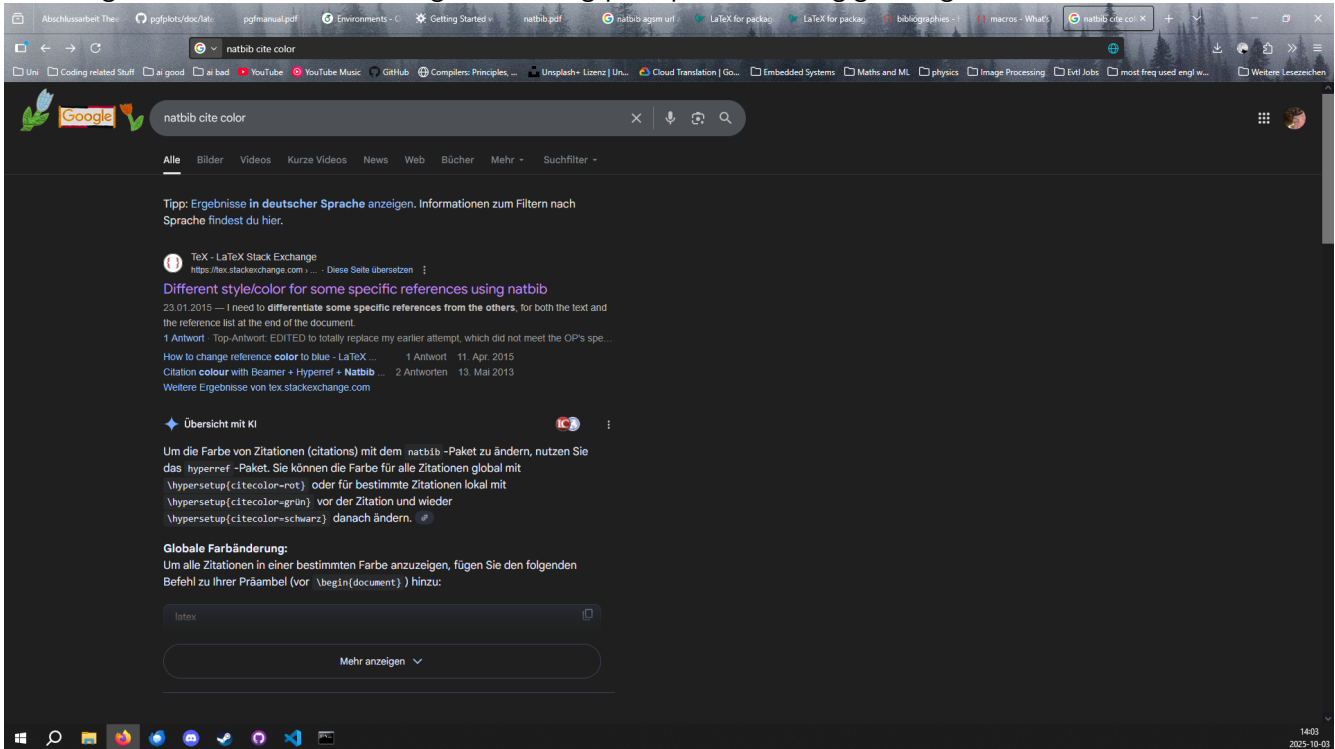 Abschlussarbeit Thes
pgfplots/doc/late
pgfmanual.pdf
Environments - O
Getting Started v
natbib.pdf
natbib agsm url
LaTeX for packag
LaTeX for packag
bibliographies -
macros - What's
natbib cite col
natbib cite color
Uni
Coding related Stuff
ai good
ai bad
YouTube
YouTube Music
GitHub
Compilers: Principles, ...
Unsplash+ Lizenz | Un...
Cloud Translation | Go...
Embedded Systems
Maths and ML
physics
Image Processing
Evtl Jobs
most freq used engl w...
Weitere Lesezeichen
Google
natbib cite color
Alle Bilder Videos Kurze Videos News Web Bücher Mehr Suchfilter
Tipp: Ergebnisse in deutscher Sprache anzeigen. Informationen zum Filtern nach
Sprache findest du hier.
TeX - LaTeX Stack Exchange
https://tex.stackexchange.com › ... · Diese Seite übersetzen
Different style/color for some specific references using natbib
23.01.2015 — I need to differentiate some specific references from the others, for both the text and
the reference list at the end of the document.
1 Antwort · Top-Antwort: EDITED to totally replace my earlier attempt, which did not meet the OP's spe...
How to change reference color to blue - LaTeX ... 1 Antwort 11. Apr. 2015
Citation colour with Beamer + Hyperref + Natbib ... 2 Antworten 13. Mai 2013
Weitere Ergebnisse von tex.stackexchange.com
Übersicht mit KI
Um die Farbe von Zitationen (citations) mit dem natbib -Paket zu ändern, nutzen Sie
das hyperref -Paket. Sie können die Farbe für alle Zitationen global mit
\hypersetup{citecolor=rot} oder für bestimmte Zitationen lokal mit
\hypersetup{citecolor=grün} vor der Zitation und wieder
\hypersetup{citecolor=schwarz} danach ändern.
Globale Farbänderung:
Um alle Zitationen in einer bestimmten Farbe anzuzeigen, fügen Sie den folgenden
Befehl zu Ihrer Präambel (vor \begin{document} ) hinzu:
latex
Mehr anzeigen
14:03
2025-10-03